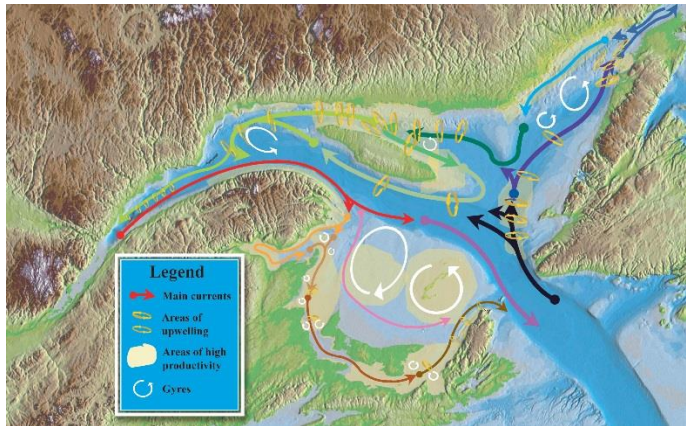 Legend
Main currents
Areas of
upwelling
Areas of high
productivity
Gyres